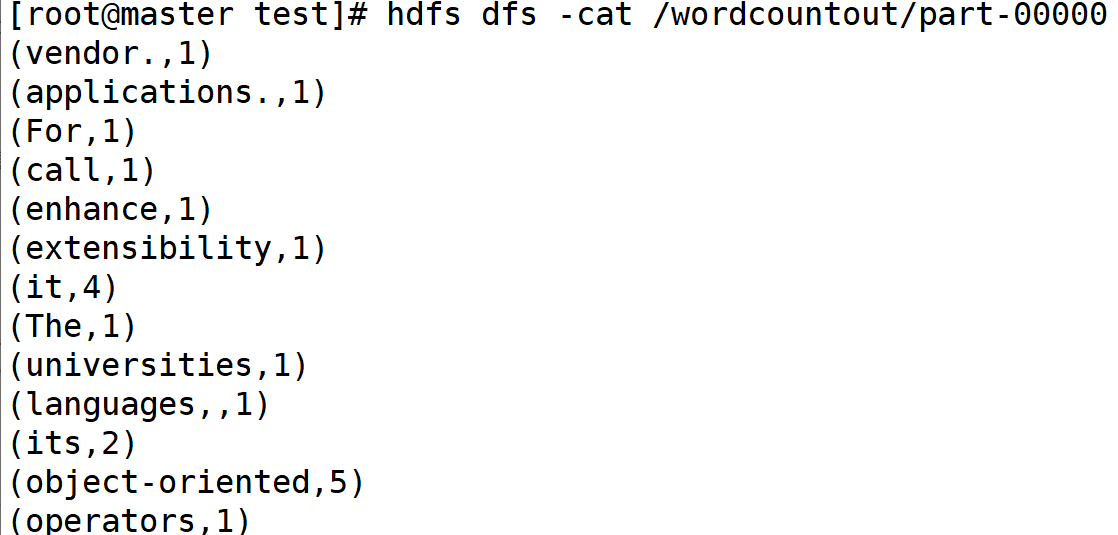 [root@master test]# hdfs dfs -cat /wordcountout/part-00000
(vendor.,1)
(applications.,1)
(For,1)
(call,1)
(enhance,1)
(extensibility,1)
(it,4)
(The,1)
(universities,1)
(languages,,1)
(its,2)
(object-oriented,5)
(operators,1)